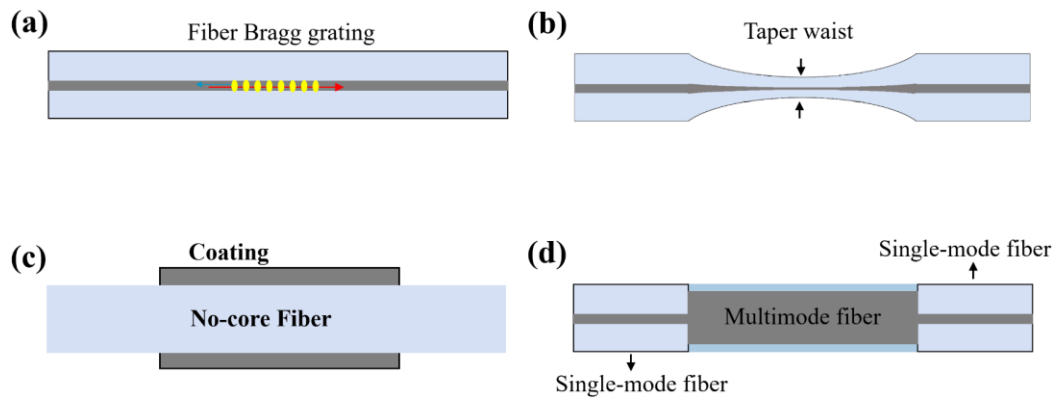 (a)
Fiber Bragg grating
(b)
Taper waist
(c)
Coating
No-core Fiber
(d)
Single-mode fiber
Multimode fiber
Single-mode fiber